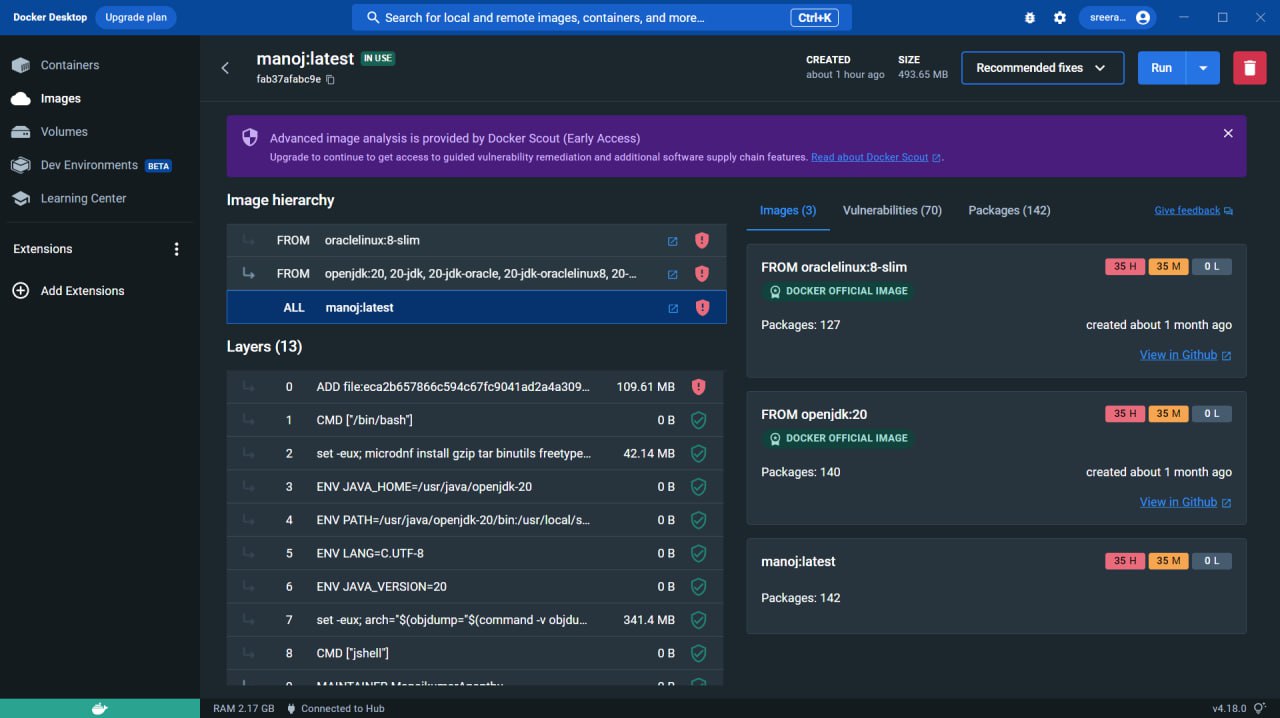 Docker Desktop Upgrade plan Search for local and remote images, containers, and more... Ctrl+K sreera...
Containers
Images
Volumes
Dev Environments BETA
Learning Center
Extensions
Add Extensions
manoj:latest IN USE
fab37afabc9e
CREATED
about 1 hour ago
SIZE
493.65 MB
Recommended fixes
Run
Advanced image analysis is provided by Docker Scout (Early Access)
Upgrade to continue to get access to guided vulnerability remediation and additional software supply chain features. Read about Docker Scout .
Image hierarchy
FROM oraclelinux:8-slim
FROM openjdk:20, 20-jdk, 20-jdk-oracle, 20-jdk-oraclelinux8, 20-...
ALL manoj:latest
Layers (13)
0 ADD file:eca2b657866c594c67fc9041ad2a4a309... 109.61 MB
1 CMD ["/bin/bash"] 0 B
2 set -eux; microdnf install gzip tar binutils freetype... 42.14 MB
3 ENV JAVA_HOME=/usr/java/openjdk-20 0 B
4 ENV PATH=/usr/java/openjdk-20/bin:/usr/local/s... 0 B
5 ENV LANG=C.UTF-8 0 B
6 ENV JAVA_VERSION=20 0 B
7 set -eux; arch="$(objdump="$(command -v objdu... 341.4 MB
8 CMD ["jshell"] 0 B
9 MAINTAINER 0 B
Images (3) Vulnerabilities (70) Packages (142) Give feedback
FROM oraclelinux:8-slim 35 H 35 M 0 L
DOCKER OFFICIAL IMAGE
Packages: 127 created about 1 month ago
View in Github
FROM openjdk:20 35 H 35 M 0 L
DOCKER OFFICIAL IMAGE
Packages: 140 created about 1 month ago
View in Github
manoj:latest 35 H 35 M 0 L
Packages: 142
RAM 2.17 GB Connected to Hub v4.18.0